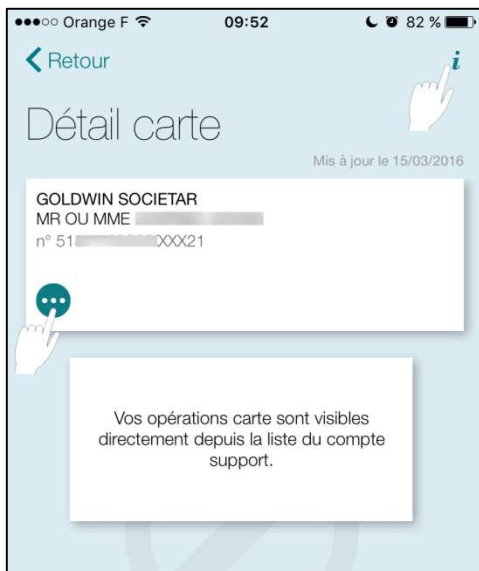 Orange F 09:52 82 %
Retour i
Détail carte
Mis à jour le 15/03/2016
GOLDWIN SOCIETAR
MR OU MME
n° 51 XXX21
Vos opérations carte sont visibles
directement depuis la liste du compte
support.